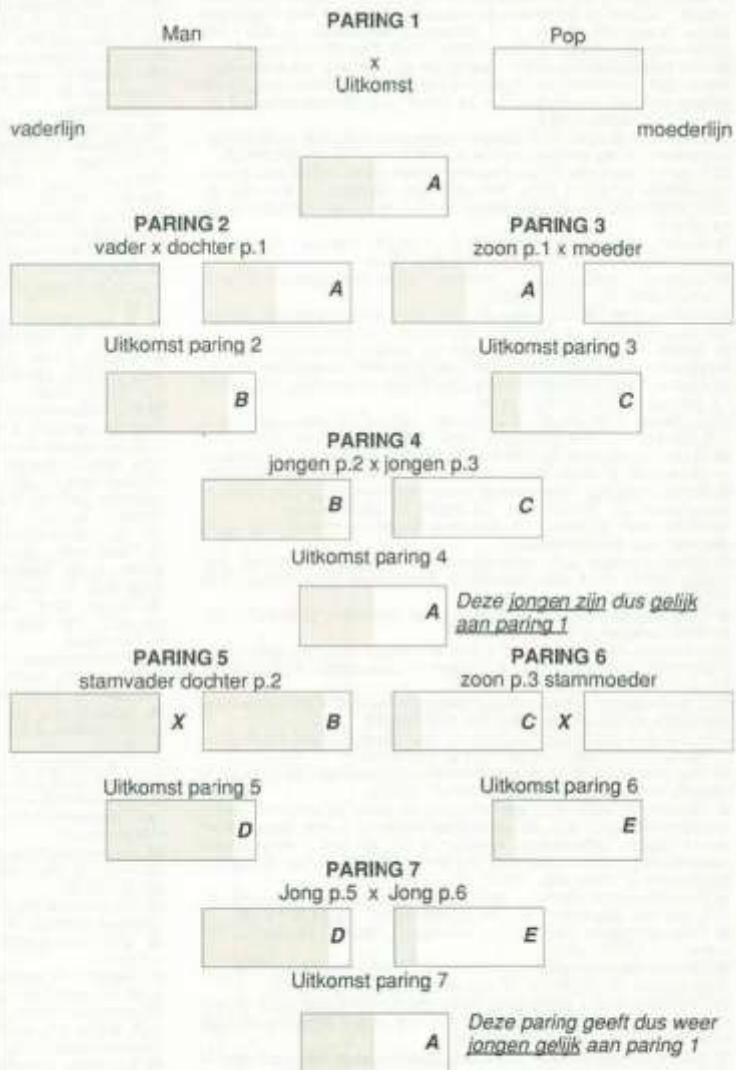 PARING 1
Man
Pop
x
Uitkomst
vaderlijn
moederlijn
A
PARING 2
vader x dochter p.1
PARING 3
zoon p.1 x moeder
A
A
Uitkomst paring 2
Uitkomst paring 3
B
C
PARING 4
jongen p.2 x jongen p.3
B
C
Uitkomst paring 4
A
Deze jongen zijn dus gelijk
aan paring 1
PARING 5
stamvader dochter p.2
PARING 6
zoon p.3 stammoeder
X
B
C
X
Uitkomst paring 5
Uitkomst paring 6
D
E
PARING 7
Jong p.5 x Jong p.6
D
E
Uitkomst paring 7
A
Deze paring geeft dus weer
jongen gelijk aan paring 1